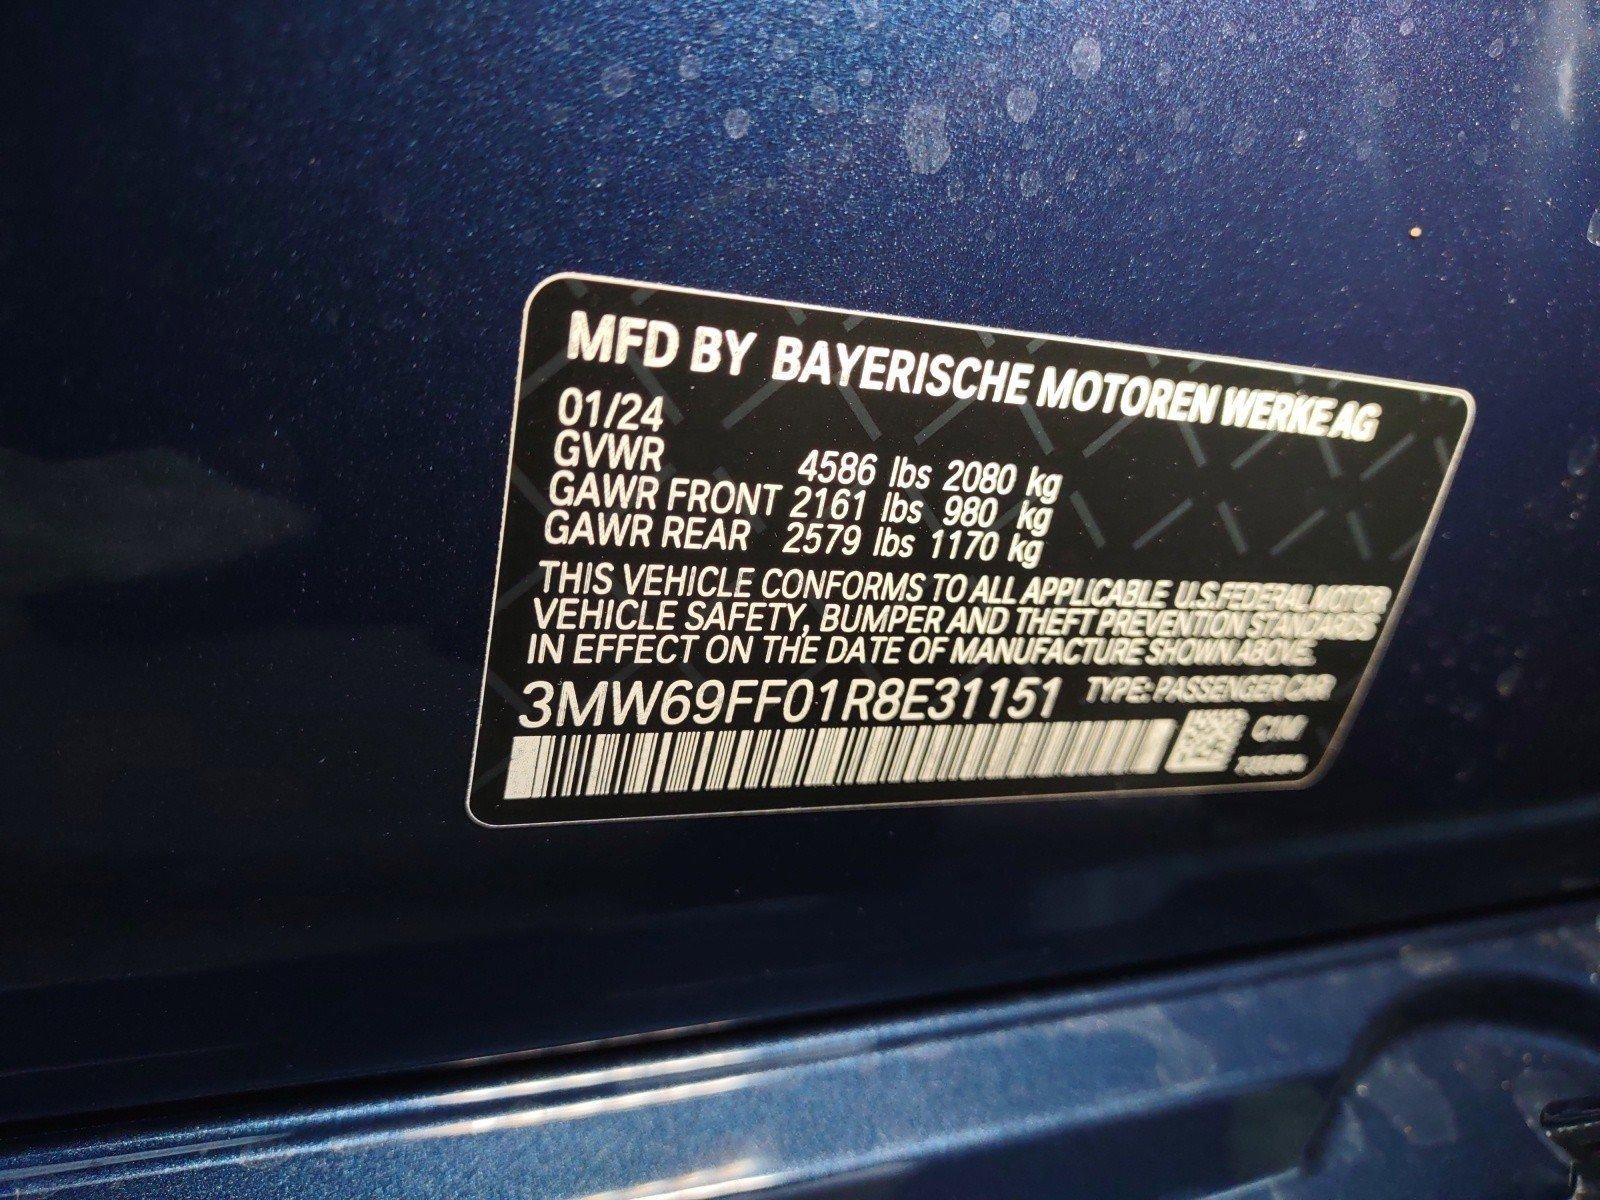 MFD BY BAYERISCHE MOTOREN WERKE AG
01/24
GVWR 4586 lbs 2080 kg
GAWR FRONT 2161 lbs 980 kg
GAWR REAR 2579 lbs 1170 kg
THIS VEHICLE CONFORMS TO ALL APPLICABLE U.S.FEDERAL MOTOR
VEHICLE SAFETY, BUMPER AND THEFT PREVENTION STANDARDS
IN EFFECT ON THE DATE OF MANUFACTURE SHOWN ABOVE.
3MW69FF01R8E31151 TYPE: PASSENGER CAR
C1M